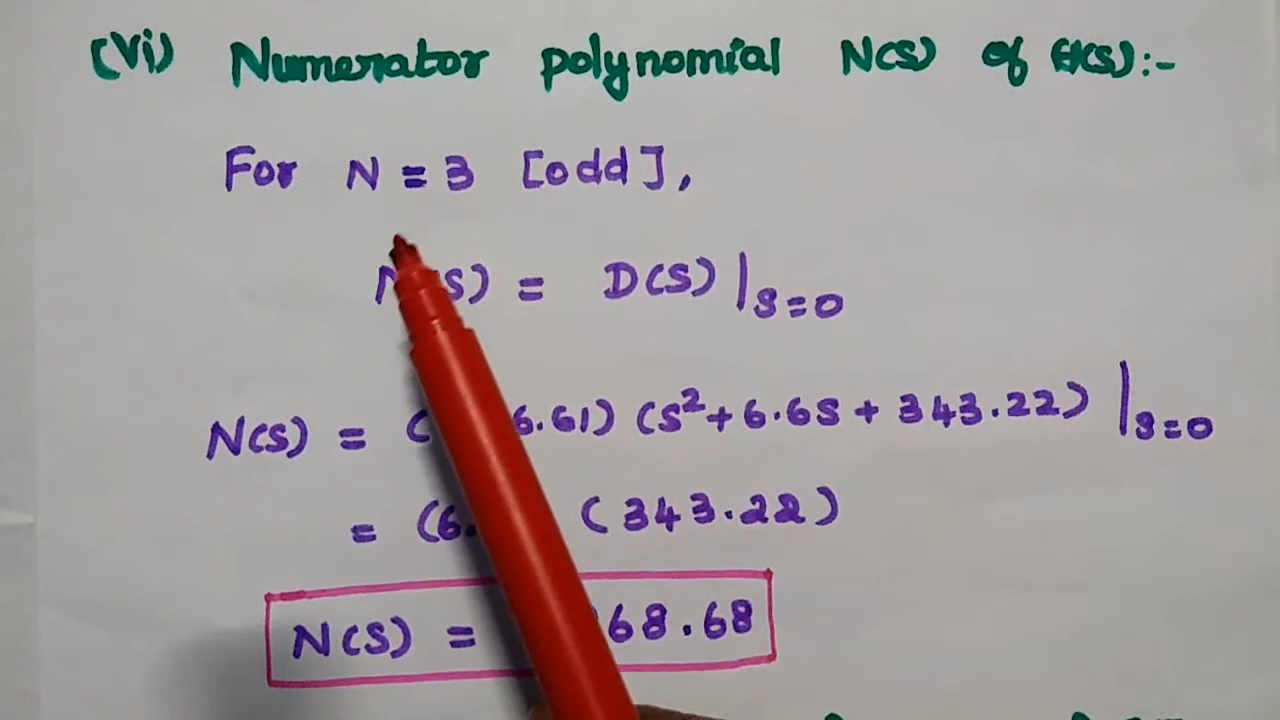 (vi) Numerator polynomial N(S) of H(S):-
For N = 3 [odd],
N(S) = D(S) |S=0
N(S) = ( 6.61) (S²+6.6S + 343.22) |S=0
= (6. (343.22)
N(S) = 68.68